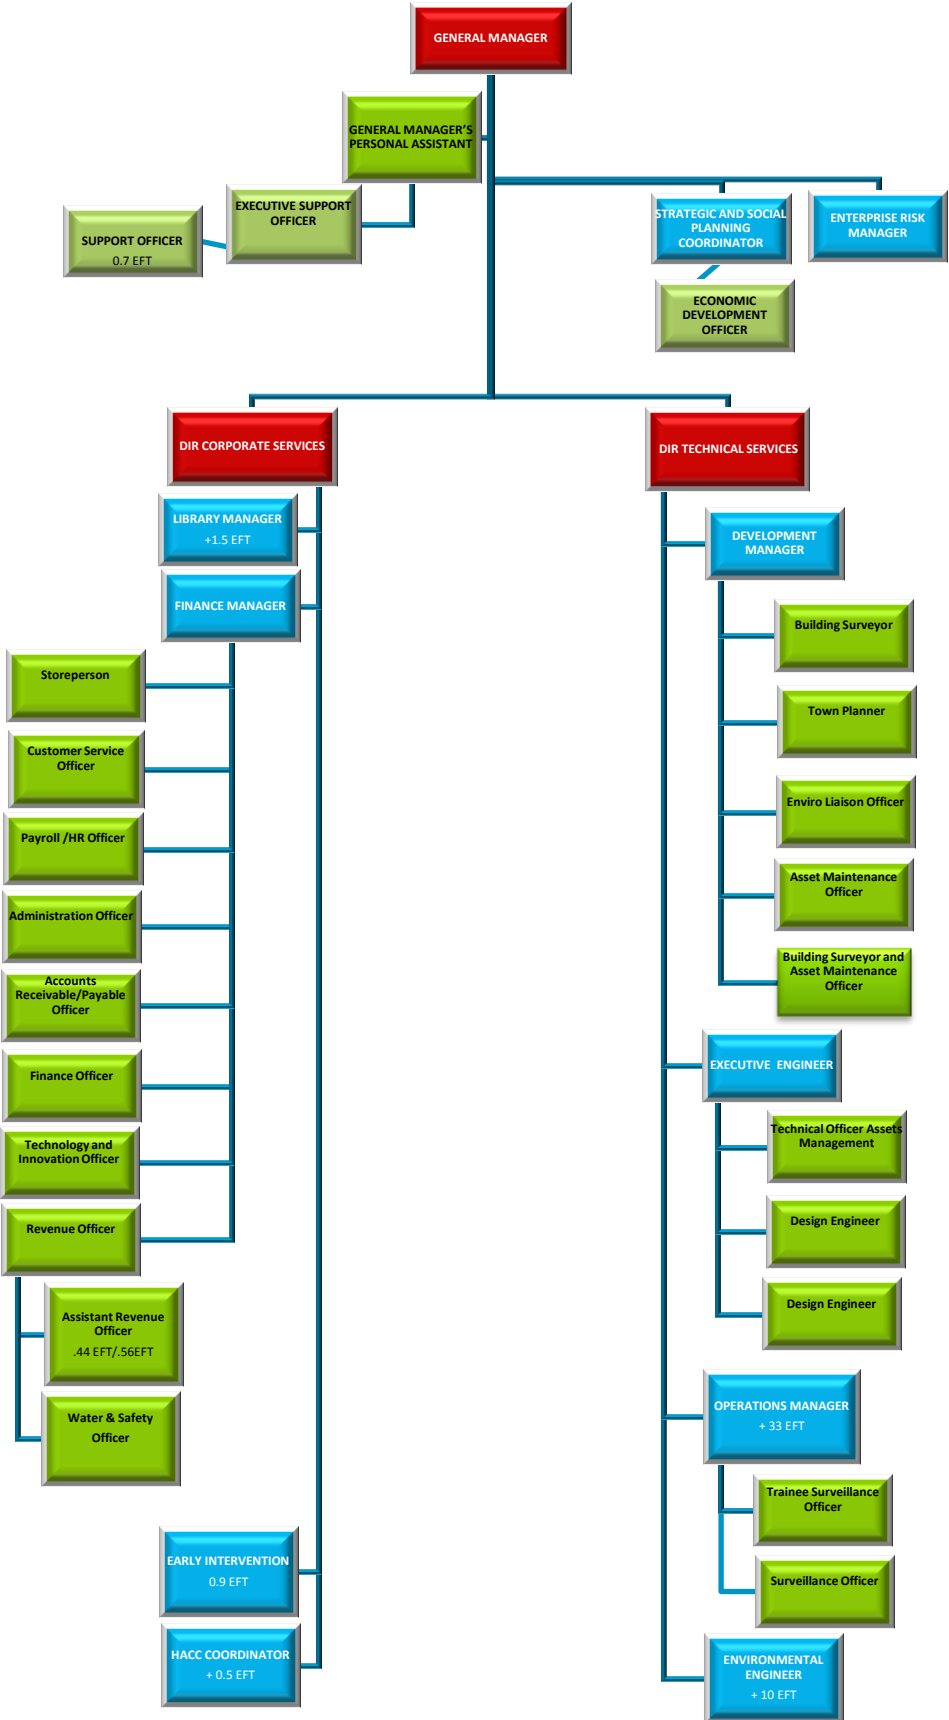 GENERAL MANAGER
GENERAL MANAGER'S
PERSONAL ASSISTANT
EXECUTIVE SUPPORT
OFFICER
SUPPORT OFFICER
0.7 EFT
STRATEGIC AND SOCIAL
PLANNING
COORDINATOR
ENTERPRISE RISK
MANAGER
ECONOMIC
DEVELOPMENT
OFFICER
DIR CORPORATE SERVICES
LIBRARY MANAGER
+1.5 EFT
FINANCE MANAGER
Storeperson
Customer Service
Officer
Payroll /HR Officer
Administration Officer
Accounts
Receivable/Payable
Officer
Finance Officer
Technology and
Innovation Officer
Revenue Officer
Assistant Revenue
Officer
.44 EFT/.56EFT
Water & Safety
Officer
EARLY INTERVENTION
0.9 EFT
HACC COORDINATOR
+ 0.5 EFT
DIR TECHNICAL SERVICES
DEVELOPMENT
MANAGER
Building Surveyor
Town Planner
Enviro Liaison Officer
Asset Maintenance
Officer
Building Surveyor and
Asset Maintenance
Officer
EXECUTIVE  ENGINEER
Technical Officer Assets
Management
Design Engineer
Design Engineer
OPERATIONS MANAGER
+ 33 EFT
Trainee Surveillance
Officer
Surveillance Officer
ENVIRONMENTAL
ENGINEER
+ 10 EFT